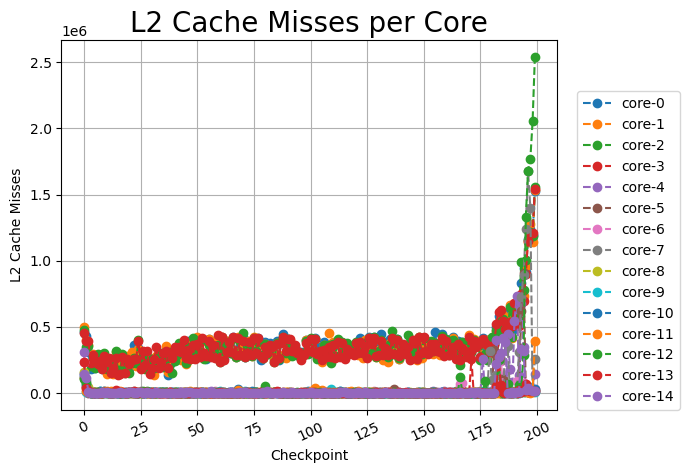 L2 Cache Misses per Core
1e6
2.5
2.0
1.5
1.0
0.5
0.0
L2 Cache Misses
0
25
50
75
100
125
150
175
200
Checkpoint
core-0
core-1
core-2
core-3
core-4
core-5
core-6
core-7
core-8
core-9
core-10
core-11
core-12
core-13
core-14